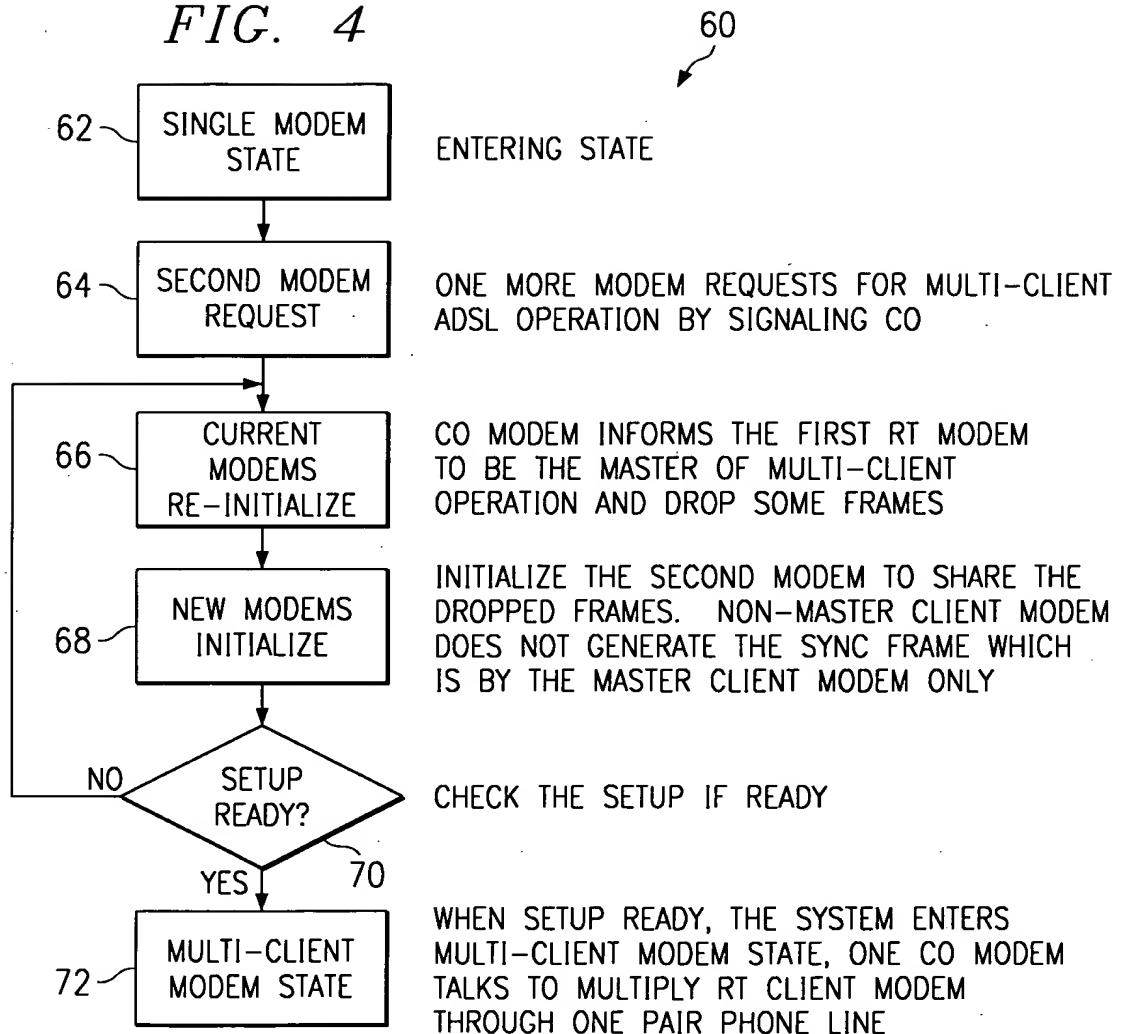 FIG. 4
60
62
SINGLE MODEM
STATE
ENTERING STATE
64
SECOND MODEM
REQUEST
ONE MORE MODEM REQUESTS FOR MULTI-CLIENT
ADSL OPERATION BY SIGNALING CO
66
CURRENT
MODEMS
RE-INITIALIZE
CO MODEM INFORMS THE FIRST RT MODEM
TO BE THE MASTER OF MULTI-CLIENT
OPERATION AND DROP SOME FRAMES
68
NEW MODEMS
INITIALIZE
INITIALIZE THE SECOND MODEM TO SHARE THE
DROPPED FRAMES. NON-MASTER CLIENT MODEM
DOES NOT GENERATE THE SYNC FRAME WHICH
IS BY THE MASTER CLIENT MODEM ONLY
NO
SETUP
READY?
CHECK THE SETUP IF READY
70
YES
72
MULTI-CLIENT
MODEM STATE
WHEN SETUP READY, THE SYSTEM ENTERS
MULTI-CLIENT MODEM STATE, ONE CO MODEM
TALKS TO MULTIPLY RT CLIENT MODEM
THROUGH ONE PAIR PHONE LINE